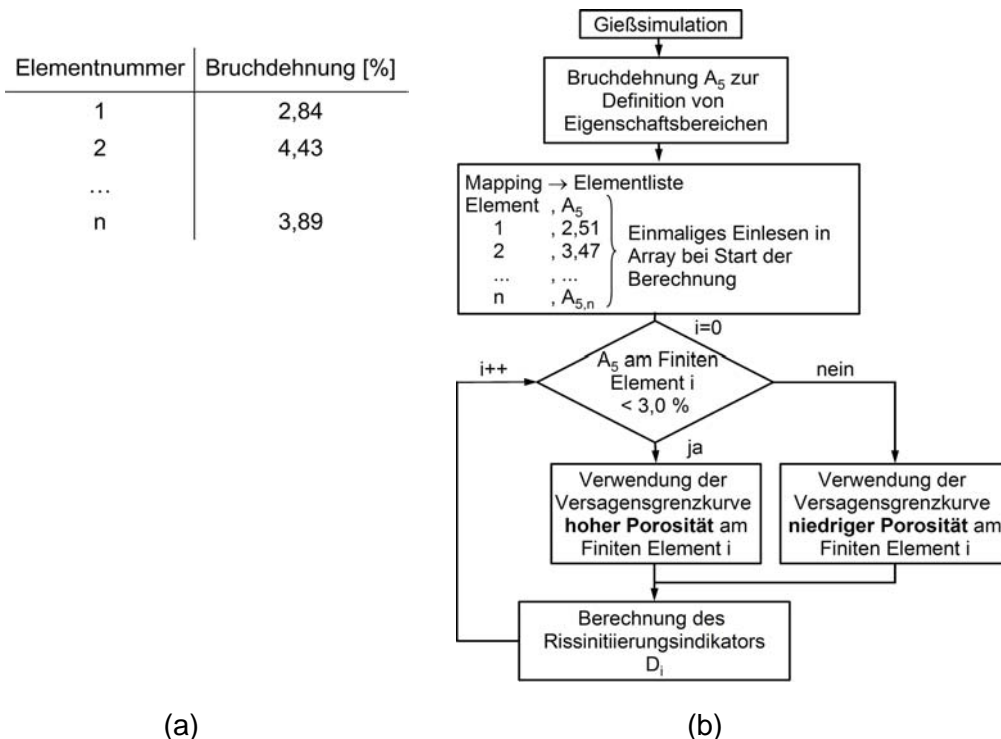 Elementnummer Bruchdehnung [%]
1 2,84
2 4,43
...
n 3,89
(a)
Gießsimulation
Bruchdehnung A5 zur
Definition von
Eigenschaftsbereichen
Mapping → Elementliste
Element , A5
1 , 2,51
2 , 3,47
... , ...
n , A5,n
Einmaliges Einlesen in
Array bei Start der
Berechnung
i=0
i++
A5 am Finiten
Element i
< 3,0 %
nein
ja
Verwendung der
Versagensgrenzkurve
hoher Porosität am
Finiten Element i
Verwendung der
Versagensgrenzkurve
niedriger Porosität am
Finiten Element i
Berechnung des
Rissinitiierungsindikators
Di
(b)